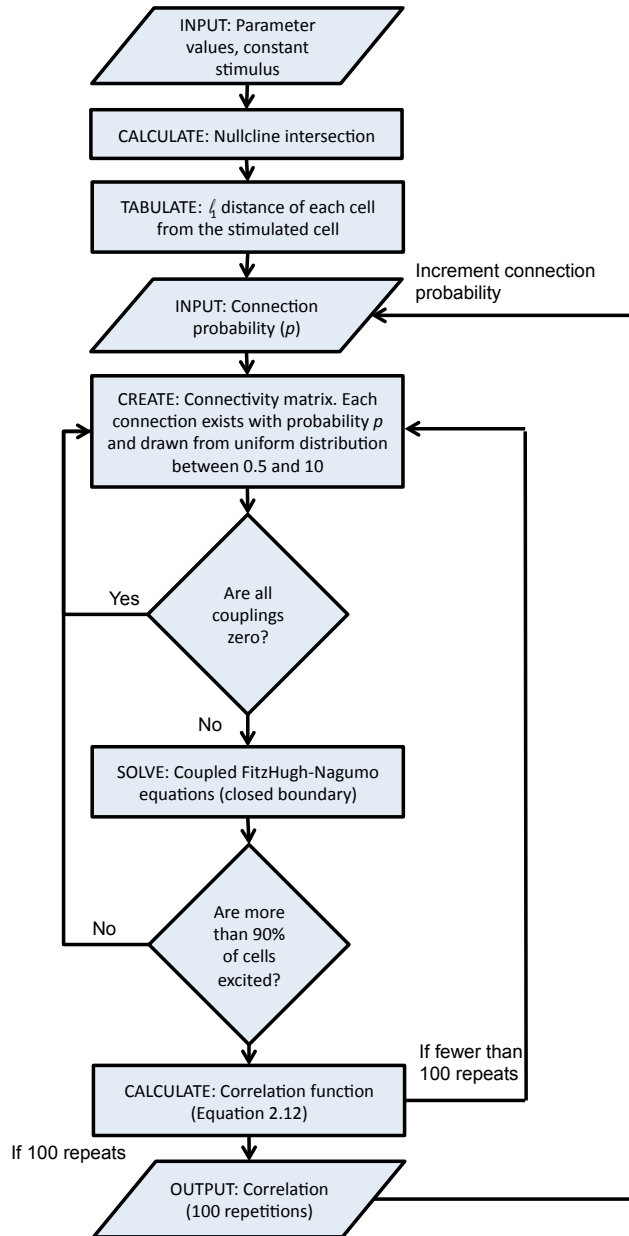 INPUT: Parameter
values, constant
stimulus
CALCULATE: Nullcline intersection
TABULATE: ℓ1 distance of each cell
from the stimulated cell
Increment connection
probability
INPUT: Connection
probability (p)
CREATE: Connectivity matrix. Each
connection exists with probability p
and drawn from uniform distribution
between 0.5 and 10
Yes
Are all
couplings
zero?
No
SOLVE: Coupled FitzHugh-Nagumo
equations (closed boundary)
No
Are more
than 90%
of cells
excited?
If fewer than
100 repeats
CALCULATE: Correlation function
(Equation 2.12)
If 100 repeats
OUTPUT: Correlation
(100 repetitions)